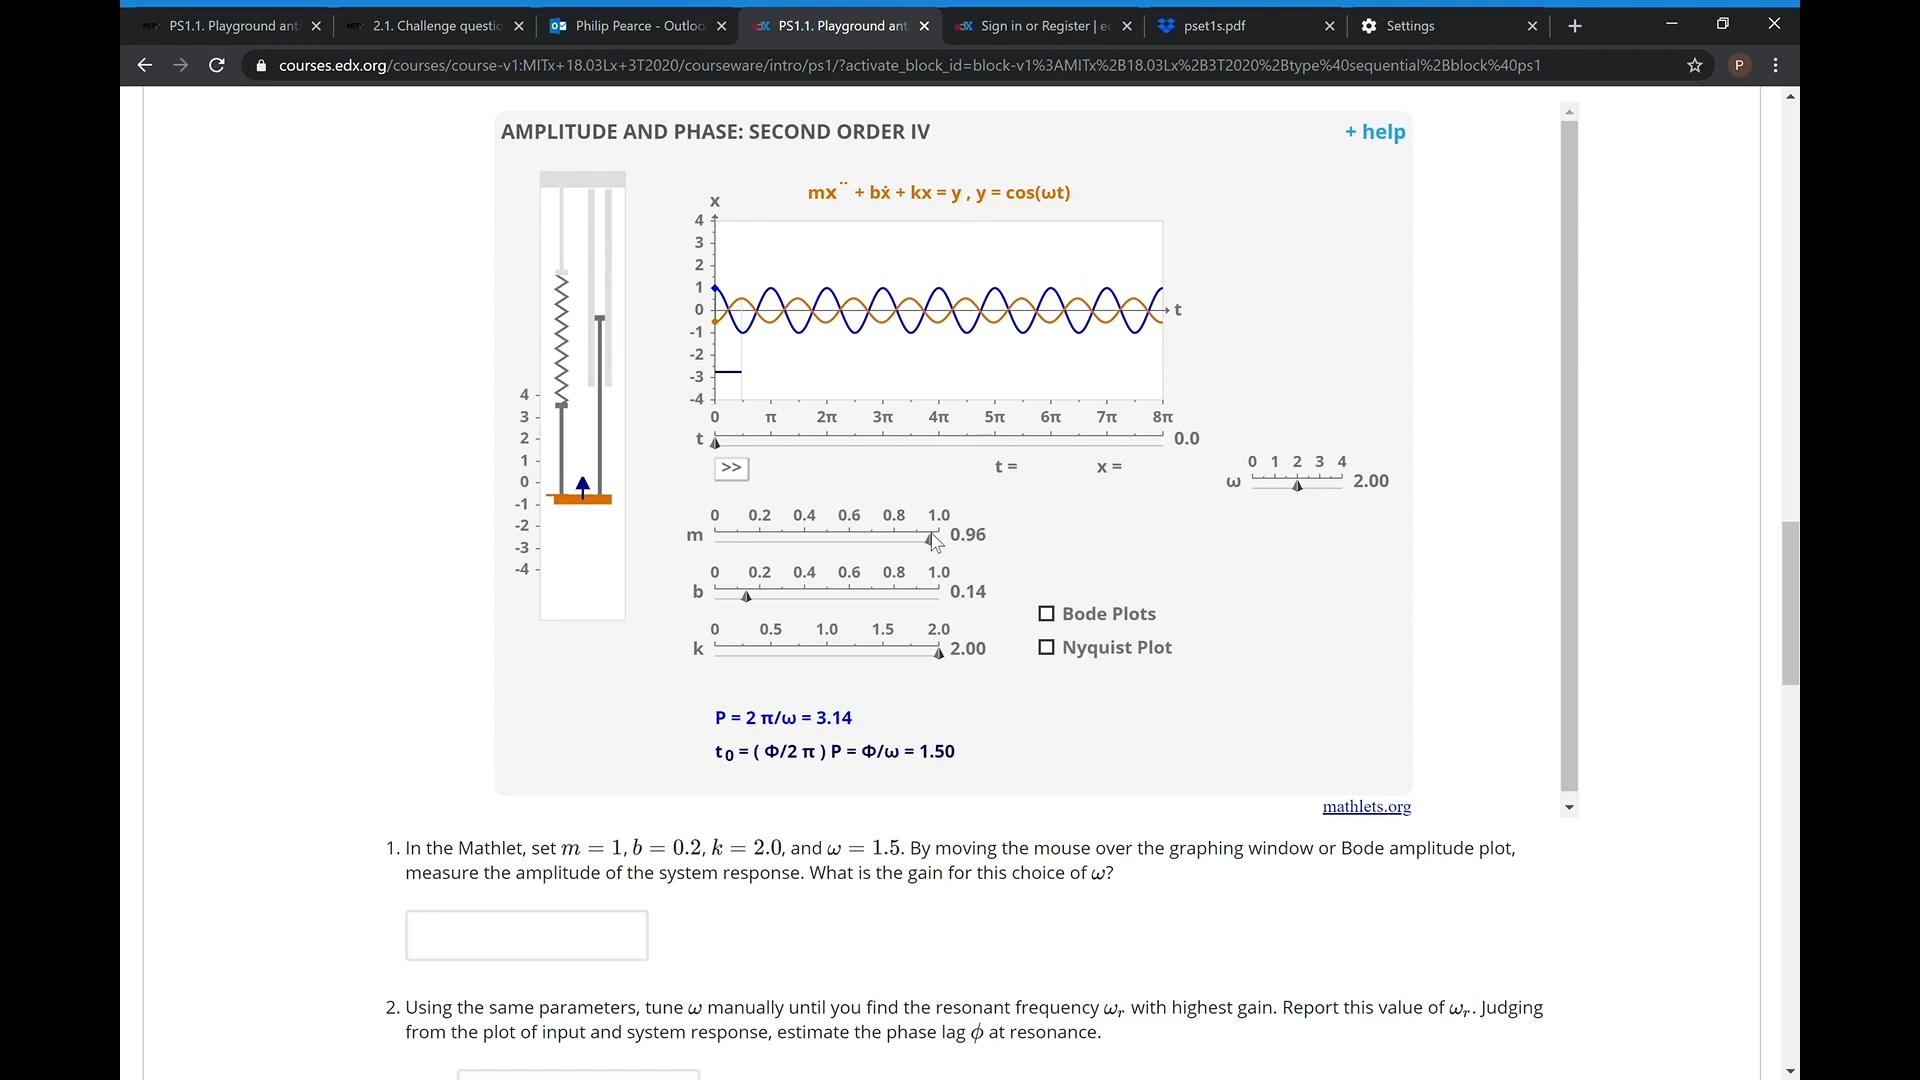 PS1.1. Playground ant
2.1. Challenge questio
Philip Pearce - Outloo
PS1.1. Playground ant
Sign in or Register | e
pset1s.pdf
Settings
courses.edx.org/courses/course-v1:MITx+18.03Lx+3T2020/courseware/intro/ps1/?activate_block_id=block-v1%3AMITx%2B18.03Lx%2B3T2020%2Btype%40sequential%2Bblock%40ps1
P
AMPLITUDE AND PHASE: SECOND ORDER IV
+ help
mẍ + bẋ + kx = y , y = cos(ωt)
x
4
3
2
1
0
-1
-2
-3
-4
t
0 π 2π 3π 4π 5π 6π 7π 8π
t 0.0
>>
t =
x =
4
3
2
1
0
-1
-2
-3
-4
0 1 2 3 4
ω 2.00
0 0.2 0.4 0.6 0.8 1.0
m 0.96
0 0.2 0.4 0.6 0.8 1.0
b 0.14
0 0.5 1.0 1.5 2.0
k 2.00
Bode Plots
Nyquist Plot
P = 2 π/ω = 3.14
t0 = ( Φ/2 π ) P = Φ/ω = 1.50
mathlets.org
1. In the Mathlet, set m = 1, b = 0.2, k = 2.0, and ω = 1.5. By moving the mouse over the graphing window or Bode amplitude plot,
measure the amplitude of the system response. What is the gain for this choice of ω?
2. Using the same parameters, tune ω manually until you find the resonant frequency ωr with highest gain. Report this value of ωr. Judging
from the plot of input and system response, estimate the phase lag ϕ at resonance.